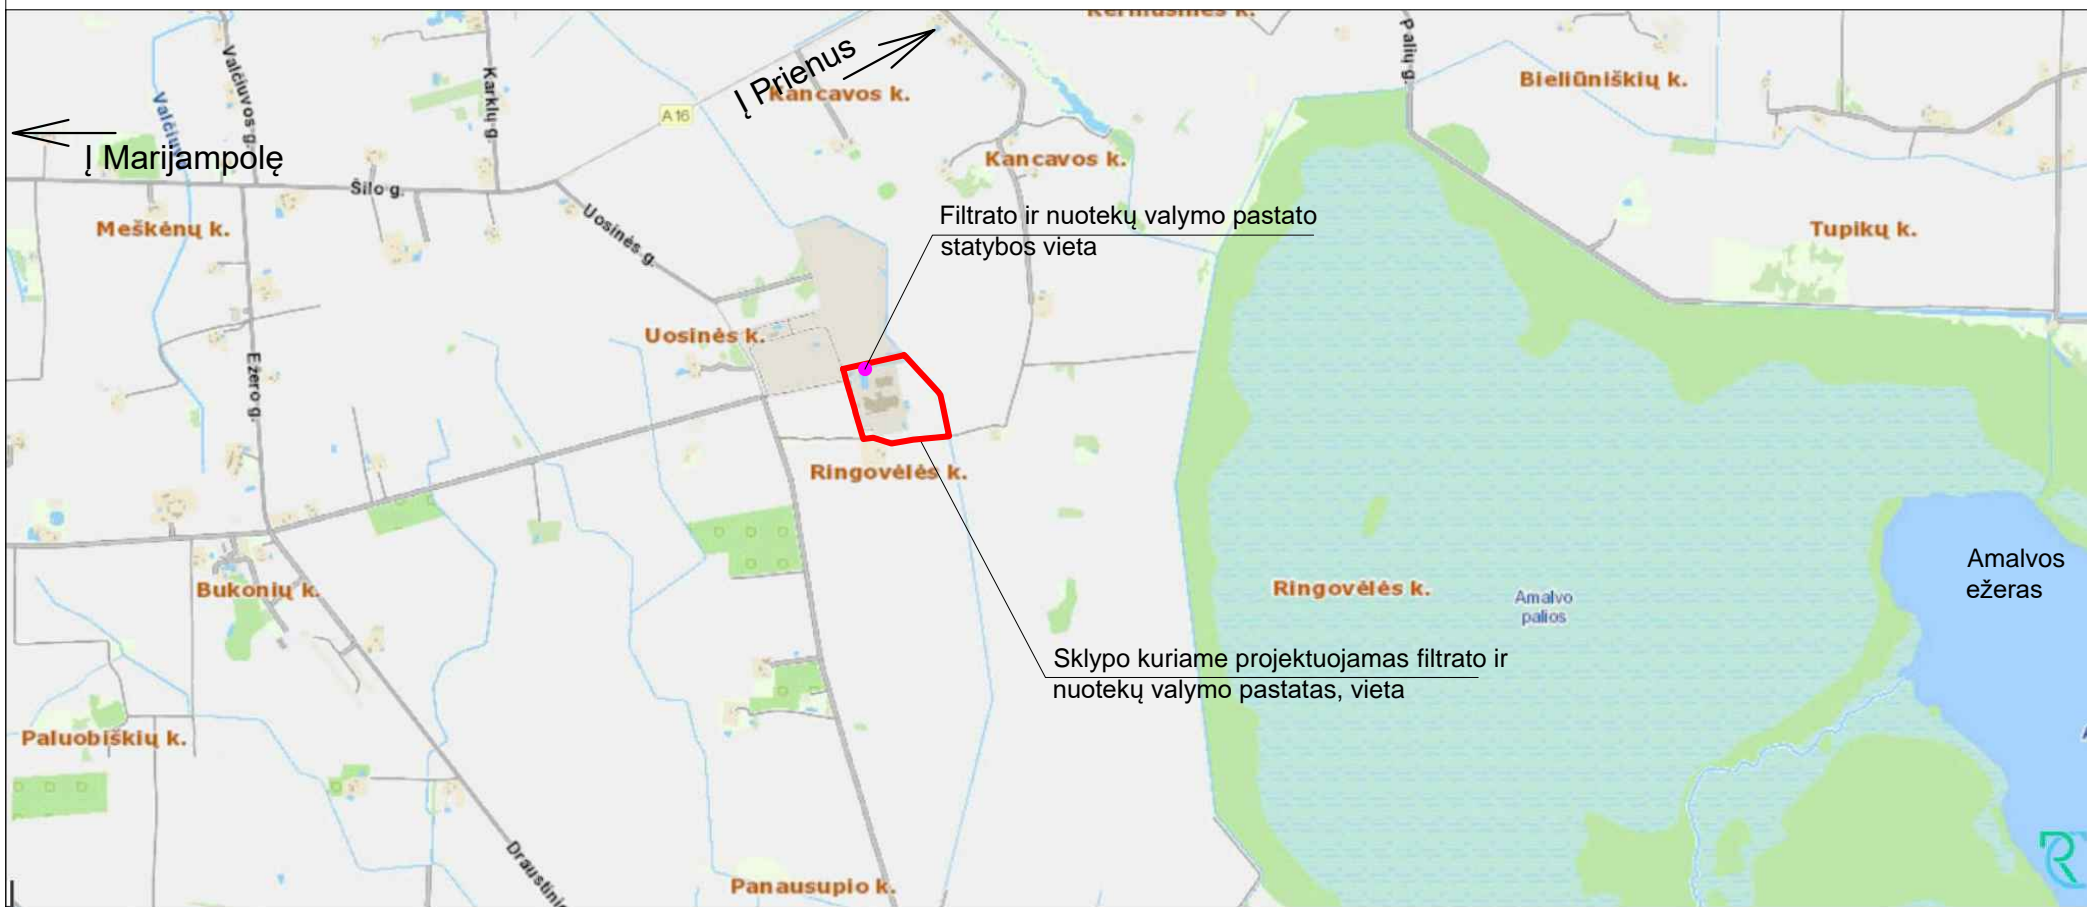 Kermušinės k.
Valčiuvos g.
Karklų g.
Palių g.
Į Prienus
Kancavos k.
Bieliūniškių k.
A16
Į Marijampolę
Kancavos k.
Šilo g.
Meškėnų k.
Uosinės g.
Filtrato ir nuotekų valymo pastato
statybos vieta
Tupikų k.
Uosinės k.
Ežero g.
Ringovėlės k.
Bukonių k.
Ringovėlės k.
Amalvo
palios
Amalvos
ežeras
Sklypo kuriame projektuojamas filtrato ir
nuotekų valymo pastatas, vieta
Paluobiškių k.
Panausupio k.